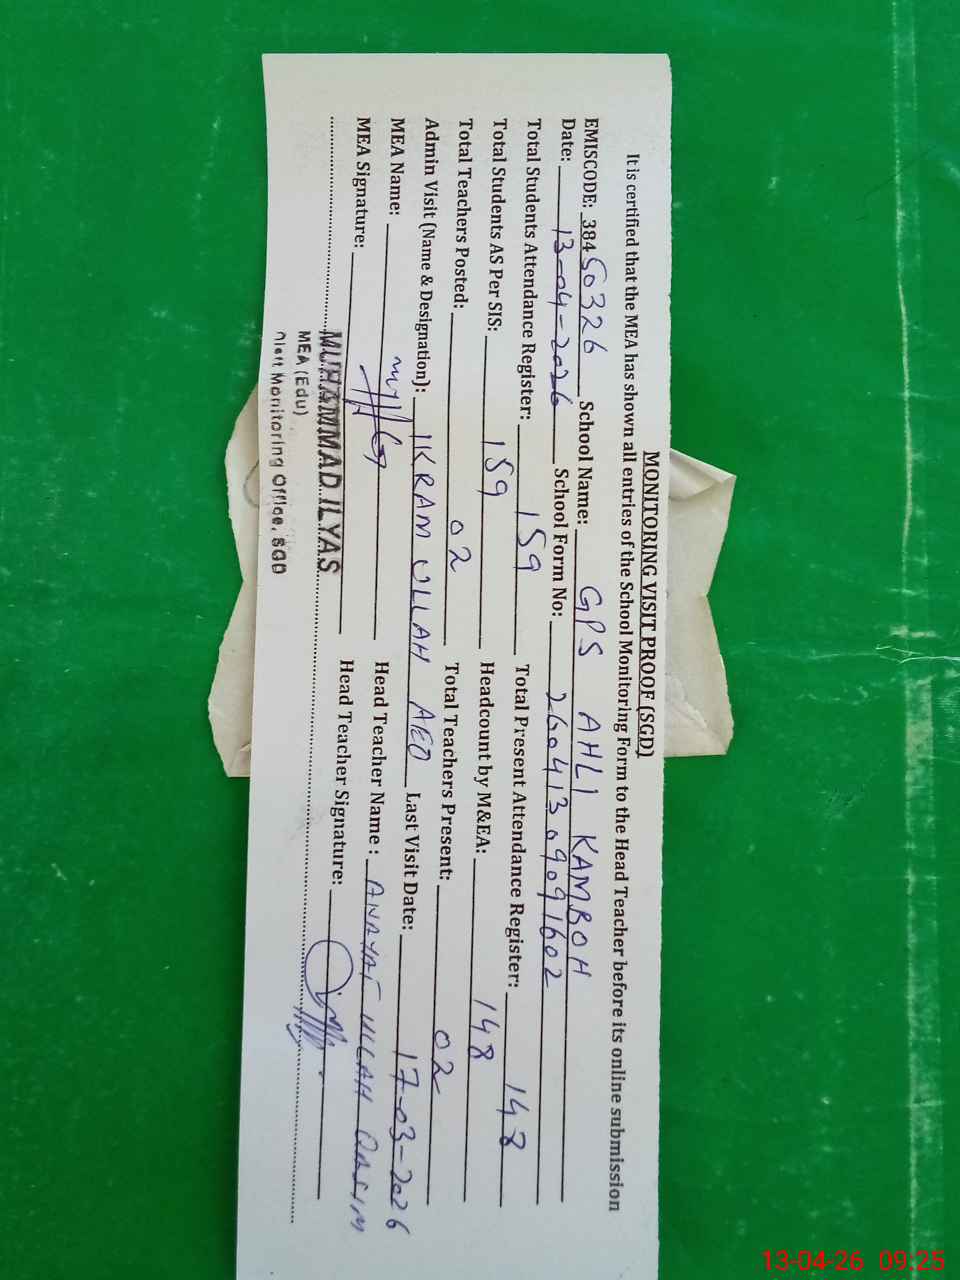 MONITORING VISIT PROOF (SGD)
It is certified that the MEA has shown all entries of the School Monitoring Form to the Head Teacher before its online submission
EMISCODE: 38450326 School Name: GPS AHLI KAMBOH
Date: 13-04-2026 School Form No: 26041309091602
Total Students Attendance Register: 159 Total Present Attendance Register: 148
Total Students AS Per SIS: 159 Headcount by M&EA: 148
Total Teachers Posted: 02 Total Teachers Present: 02
Admin Visit (Name & Designation): IKRAM ULLAH AEO Last Visit Date: 17-03-2026
MEA Name: Head Teacher Name : ANAYAT ULLAH QASIM
MEA Signature: Head Teacher Signature:
MUHAMMAD ILYAS
MEA (Edu)
Distt Monitoring Office, SGD
13-04-26 09:25